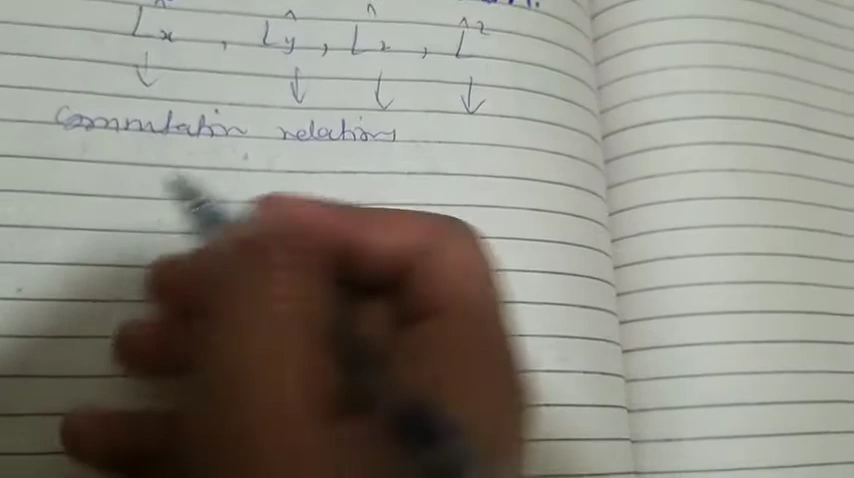 L̂x , L̂y , L̂z , L̂²
Commutation relations